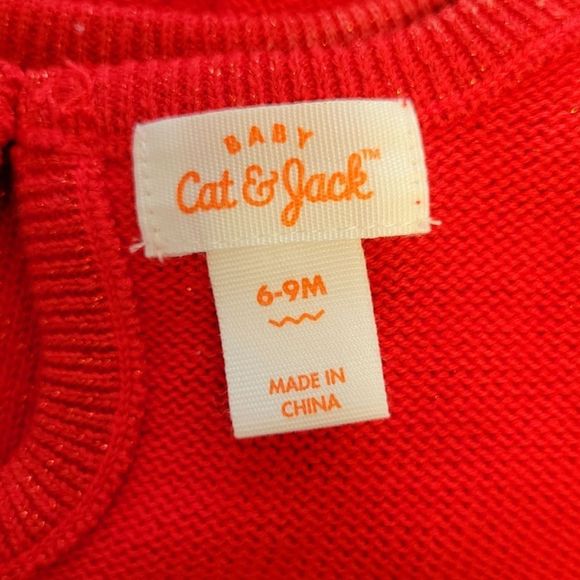 BABY
Cat & Jack™
6-9M
MADE IN
CHINA